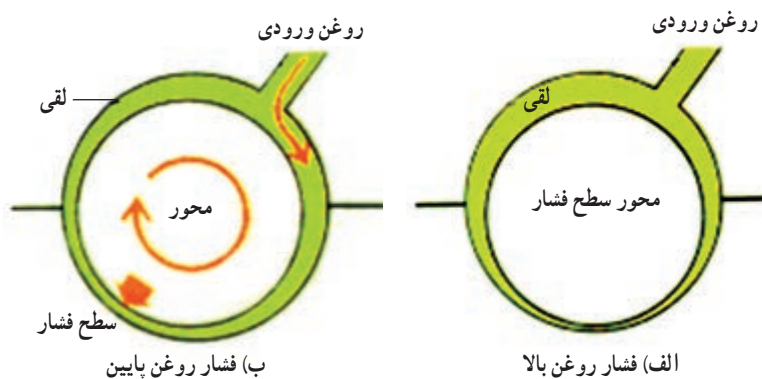 روغن ورودی
لقی
محور سطح فشار
الف) فشار روغن بالا
روغن ورودی
لقی
محور
سطح فشار
ب) فشار روغن پایین